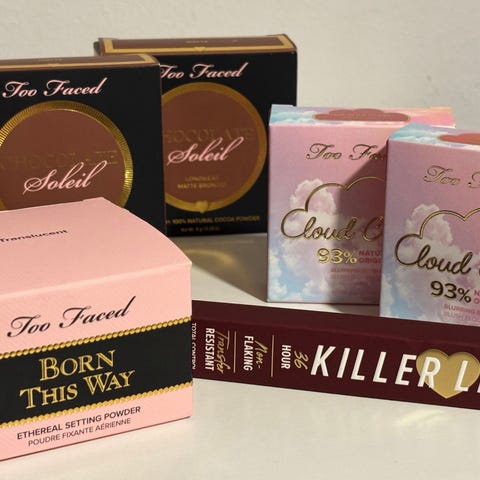 Too Faced
CHOCOLATE
Soleil
Too Faced
CHOCOLATE
Soleil
LONGWEAR
MATTE BRONZER
100% NATURAL COCOA POWDER
Too Faced
Cloud
93%
Too
Cloud
93%
Translucent
Too Faced
BORN
THIS WAY
ETHEREAL SETTING POWDER
POUDRE FIXANTE AÉRIENNE
36
HOUR
Non-
FLAKING
Transfer
RESISTANT
KILLER